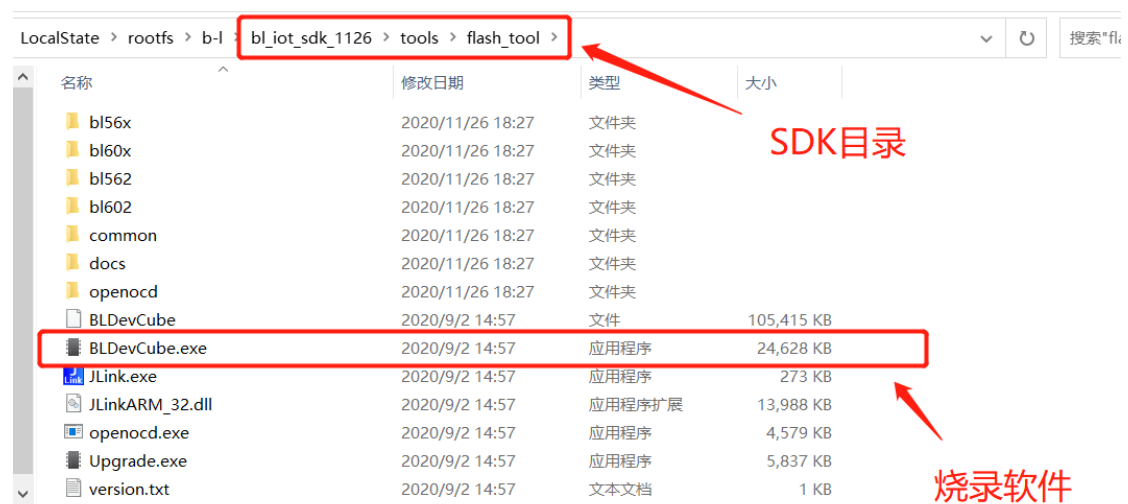 LocalState > rootfs > b-l > bl_iot_sdk_1126 > tools > flash_tool >
搜索"fla
名称 修改日期 类型 大小
bl56x 2020/11/26 18:27 文件夹
bl60x 2020/11/26 18:27 文件夹
SDK目录
bl562 2020/11/26 18:27 文件夹
bl602 2020/11/26 18:27 文件夹
common 2020/11/26 18:27 文件夹
docs 2020/11/26 18:27 文件夹
openocd 2020/11/26 18:27 文件夹
BLDevCube 2020/9/2 14:57 文件 105,415 KB
BLDevCube.exe 2020/9/2 14:57 应用程序 24,628 KB
JLink.exe 2020/9/2 14:57 应用程序 273 KB
JLinkARM_32.dll 2020/9/2 14:57 应用程序扩展 13,988 KB
openocd.exe 2020/9/2 14:57 应用程序 4,579 KB
Upgrade.exe 2020/9/2 14:57 应用程序 5,837 KB
version.txt 2020/9/2 14:57 文本文档 1 KB
烧录软件